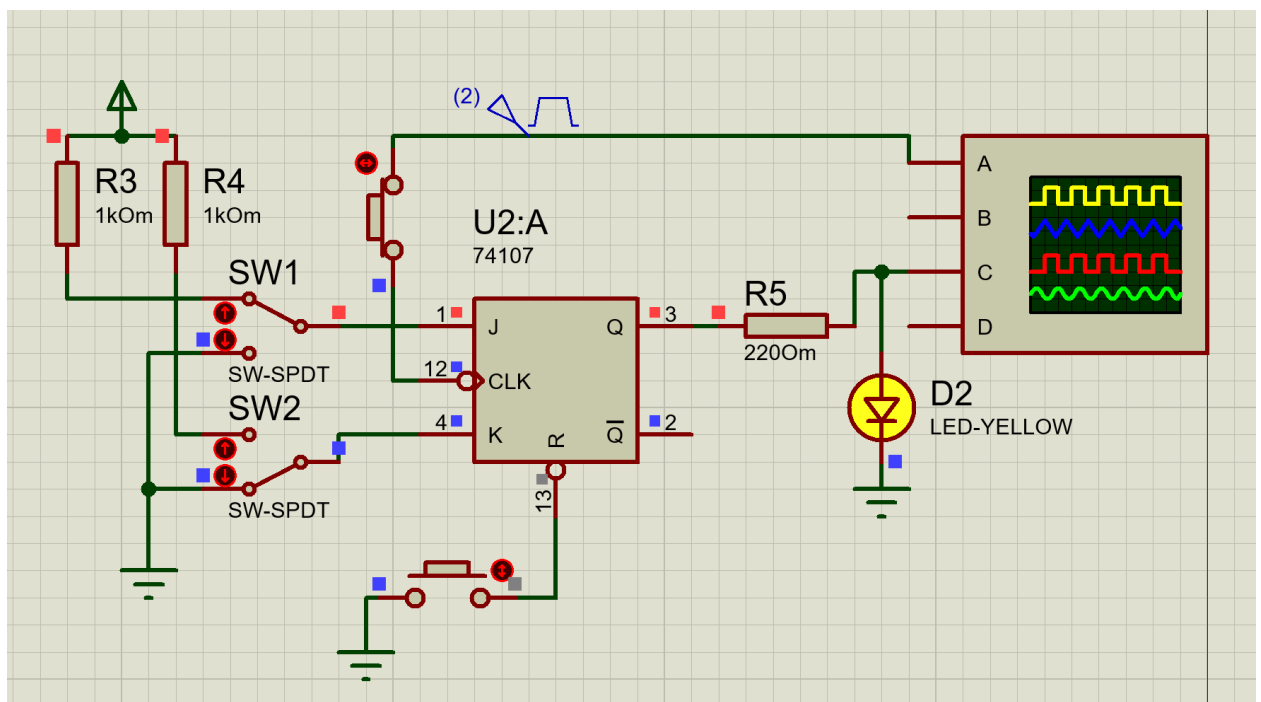 (2)
R3
1kOm
R4
1kOm
U2:A
74107
SW1
SW-SPDT
SW2
SW-SPDT
1
J
12
CLK
4
K
Q
3
Q
2
R
13
R5
220Om
A
B
C
D
D2
LED-YELLOW